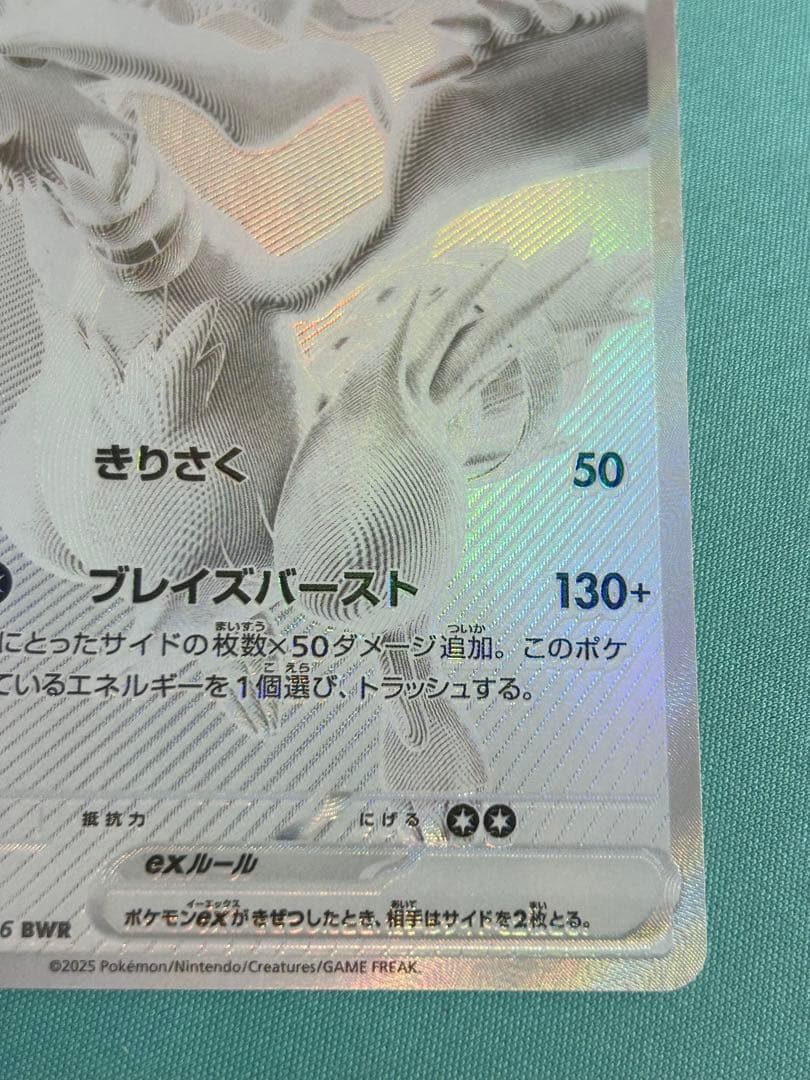 きりさく 50
ブレイズバースト 130+
にとったサイドの枚数×50ダメージ追加。このポケ
ているエネルギーを1個選び、トラッシュする。
抵抗力 にげる
exルール
ポケモンexがきぜつしたとき、相手はサイドを2枚とる。
6 BWR
©2025 Pokémon/Nintendo/Creatures/GAME FREAK.